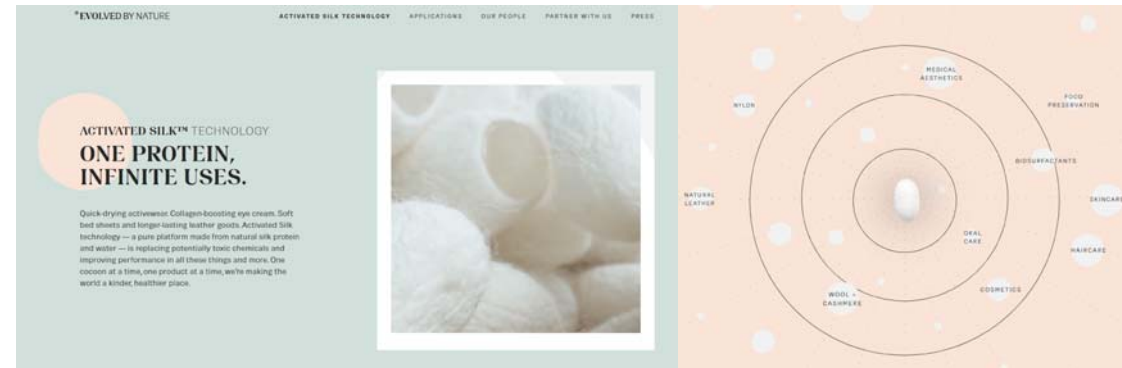 *EVOLVED BY NATURE
ACTIVATED SILK TECHNOLOGY APPLICATIONS OUR PEOPLE PARTNER WITH US PRESS
ACTIVATED SILK™ TECHNOLOGY
ONE PROTEIN,
INFINITE USES.
Quick-drying activewear. Collagen-boosting eye cream. Soft
bed sheets and longer-lasting leather goods. Activated Silk
technology — a pure platform made from natural silk protein
and water — is replacing potentially toxic chemicals and
improving performance in all these things and more. One
cocoon at a time, one product at a time, we're making the
world a kinder, healthier place.
MEDICAL
AESTHETICS
NYLON
FOOD
PRESERVATION
BIOSURFACTANTS
NATURAL
LEATHER
SKINCARE
ORAL
CARE
HAIRCARE
WOOL +
CASHMERE
COSMETICS